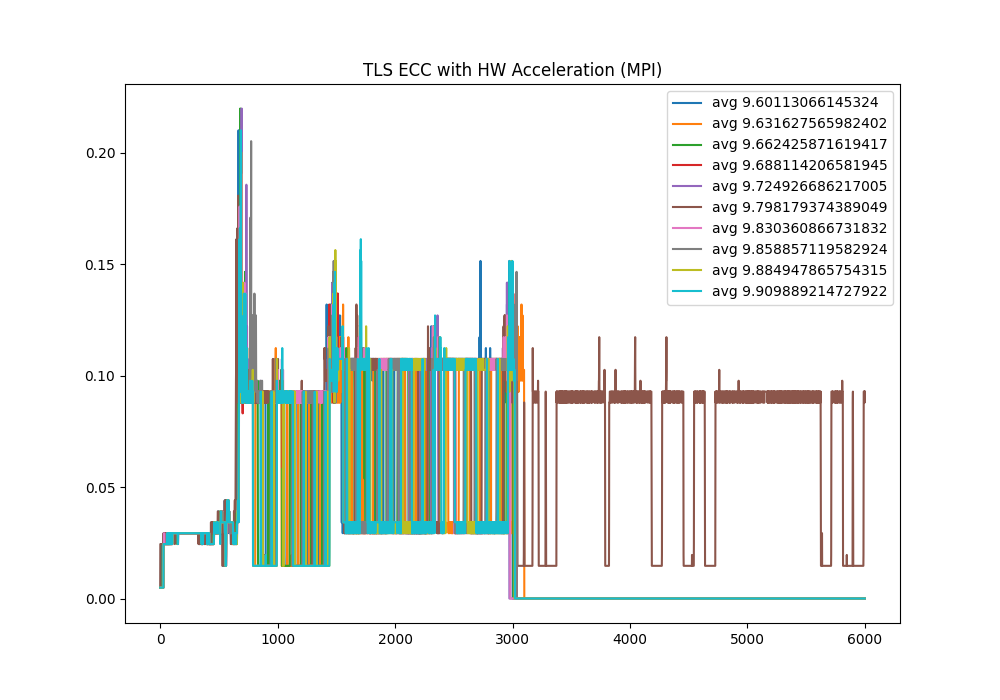 TLS ECC with HW Acceleration (MPI)
avg 9.60113066145324
avg 9.631627565982402
avg 9.662425871619417
avg 9.688114206581945
avg 9.724926686217005
avg 9.798179374389049
avg 9.830360866731832
avg 9.858857119582924
avg 9.884947865754315
avg 9.909889214727922
0.20
0.15
0.10
0.05
0.00
0 1000 2000 3000 4000 5000 6000